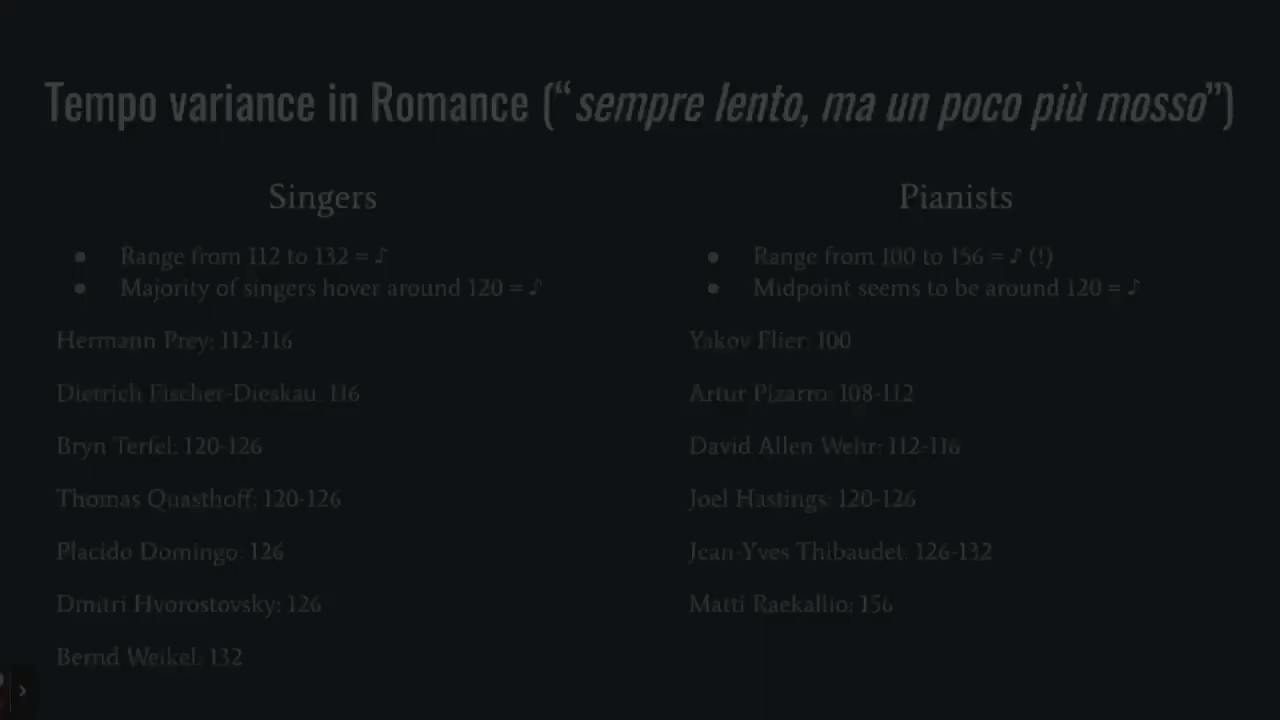 Tempo variance in Romance (“sempre lento, ma un poco più mosso”)
Singers
● Range from 112 to 132 = ♪
● Majority of singers hover around 120 = ♪
Hermann Prey: 112-116
Dietrich Fischer-Dieskau: 116
Bryn Terfel: 120-126
Thomas Quasthoff: 120-126
Placido Domingo: 126
Dmitri Hvorostovsky: 126
Bernd Weikel: 132
Pianists
● Range from 100 to 156 = ♪ (!)
● Midpoint seems to be around 120 = ♪
Yakov Flier: 100
Artur Pizarro: 108-112
David Allen Wehr: 112-116
Joel Hastings: 120-126
Jean-Yves Thibaudet: 126-132
Matti Raekallio: 156